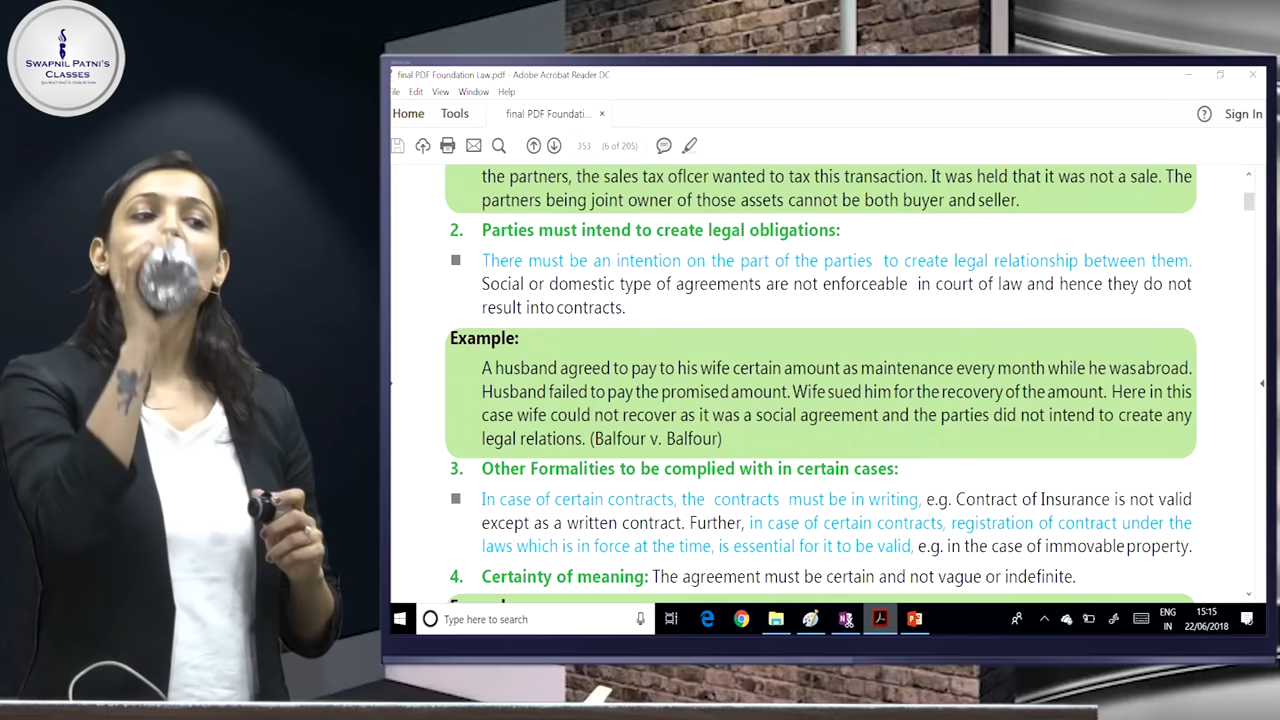 SWAPNIL PATNI'S
CLASSES
final PDF Foundation Law.pdf - Adobe Acrobat Reader DC
ile Edit View Window Help
Home Tools final PDF Foundati... × Sign In
353 (6 of 205)
the partners, the sales tax oflcer wanted to tax this transaction. It was held that it was not a sale. The
partners being joint owner of those assets cannot be both buyer and seller.
2. Parties must intend to create legal obligations:
There must be an intention on the part of the parties to create legal relationship between them.
Social or domestic type of agreements are not enforceable in court of law and hence they do not
result into contracts.
Example:
A husband agreed to pay to his wife certain amount as maintenance every month while he was abroad.
Husband failed to pay the promised amount. Wife sued him for the recovery of the amount. Here in this
case wife could not recover as it was a social agreement and the parties did not intend to create any
legal relations. (Balfour v. Balfour)
3. Other Formalities to be complied with in certain cases:
In case of certain contracts, the contracts must be in writing, e.g. Contract of Insurance is not valid
except as a written contract. Further, in case of certain contracts, registration of contract under the
laws which is in force at the time, is essential for it to be valid, e.g. in the case of immovable property.
4. Certainty of meaning: The agreement must be certain and not vague or indefinite.
Type here to search
ENG
IN
15:15
22/06/2018